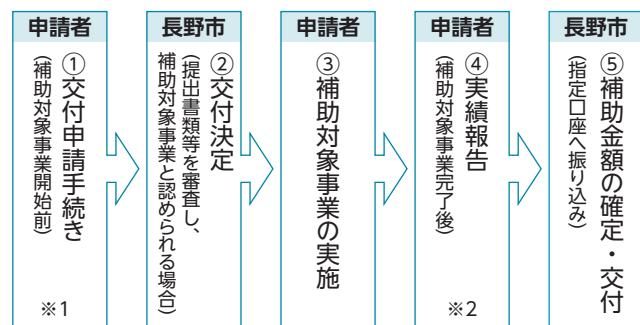 申請者
①交付申請手続き
(補助対象事業開始前)
※1
長野市
②交付決定
(提出書類等を審査し、
補助対象事業と認められる場合)
申請者
③補助対象事業の実施
申請者
④実績報告
(補助対象事業完了後)
※2
長野市
⑤補助金額の確定・交付
(指定口座へ振り込み)